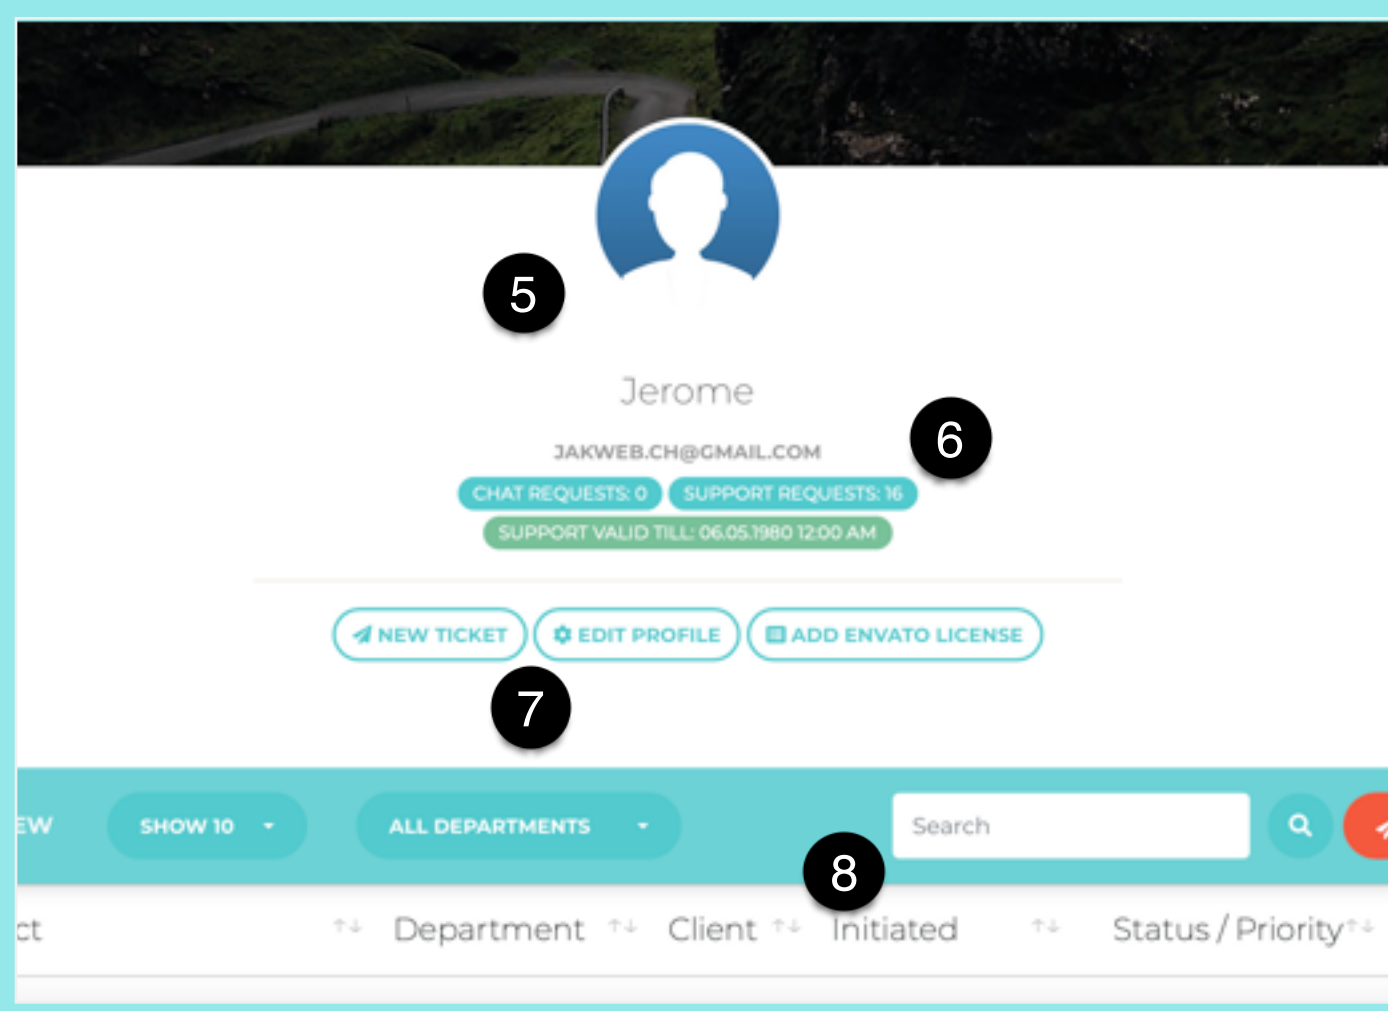 5
Jerome
6
JAKWEB.CH@GMAIL.COM
CHAT REQUESTS: 0 SUPPORT REQUESTS: 16
SUPPORT VALID TILL: 06.05.1980 12:00 AM
NEW TICKET EDIT PROFILE ADD ENVATO LICENSE
7
EW SHOW 10 ALL DEPARTMENTS Search
8
ct Department Client Initiated Status / Priority